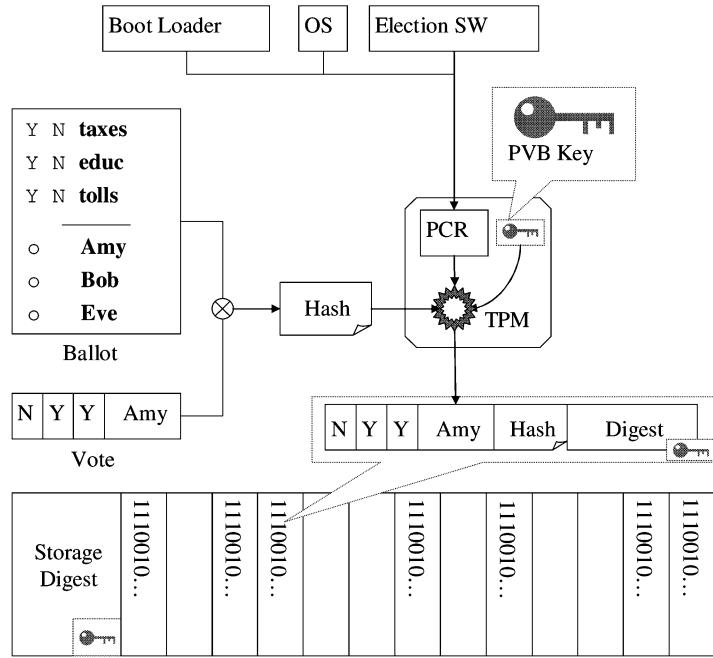 Boot Loader
OS
Election SW
Y N taxes
Y N educ
Y N tolls
Amy
Bob
Eve
Ballot
PVB Key
PCR
Hash
TPM
N Y Y Amy
Vote
N Y Y Amy Hash Digest
Storage
Digest
1110010...
1110010...
1110010...
1110010...
1110010...
1110010...
1110010...